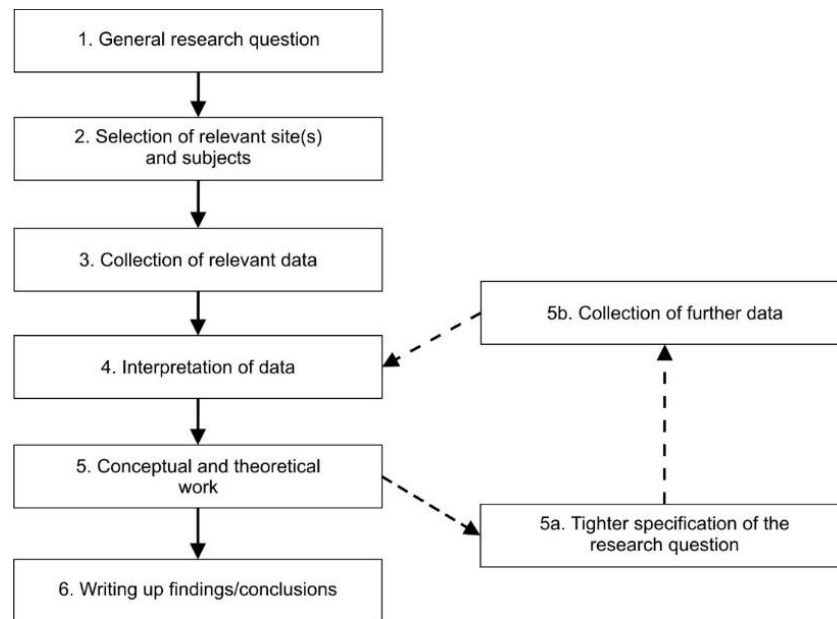 1. General research question
2. Selection of relevant site(s)
and subjects
3. Collection of relevant data
5b. Collection of further data
4. Interpretation of data
5. Conceptual and theoretical
work
5a. Tighter specification of the
research question
6. Writing up findings/conclusions